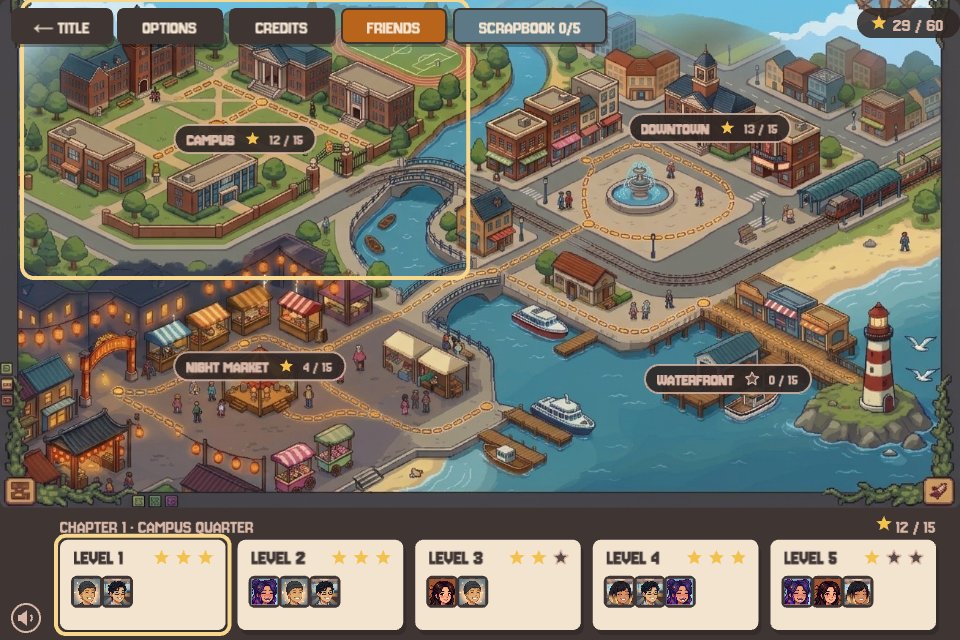 ← TITLE
OPTIONS
CREDITS
FRIENDS
SCRAPBOOK 0/5
29 / 60
CAMPUS 12 / 15
DOWNTOWN 13 / 15
NIGHT MARKET 4 / 15
WATERFRONT 0 / 15
CHAPTER 1 · CAMPUS QUARTER
12 / 15
LEVEL 1
LEVEL 2
LEVEL 3
LEVEL 4
LEVEL 5